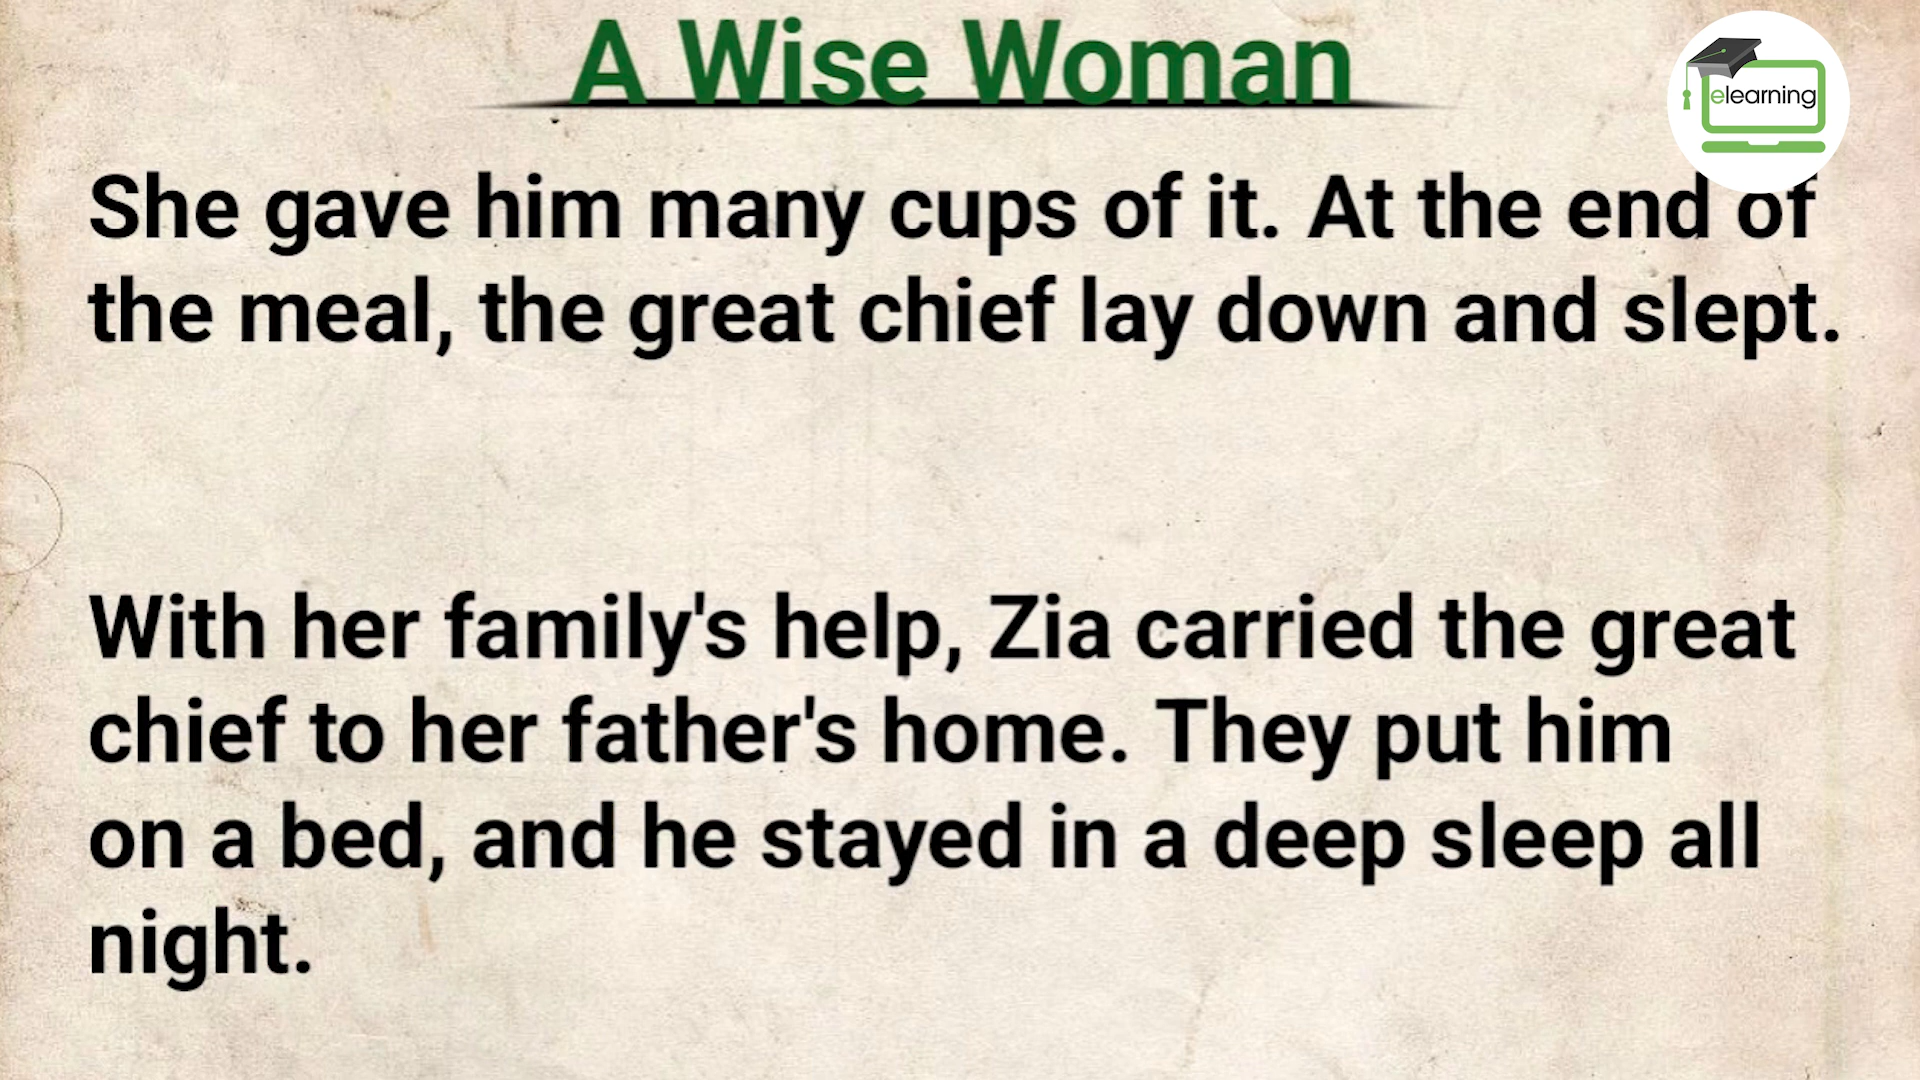 A Wise Woman
elearning
She gave him many cups of it. At the end of
the meal, the great chief lay down and slept.
With her family's help, Zia carried the great
chief to her father's home. They put him
on a bed, and he stayed in a deep sleep all
night.